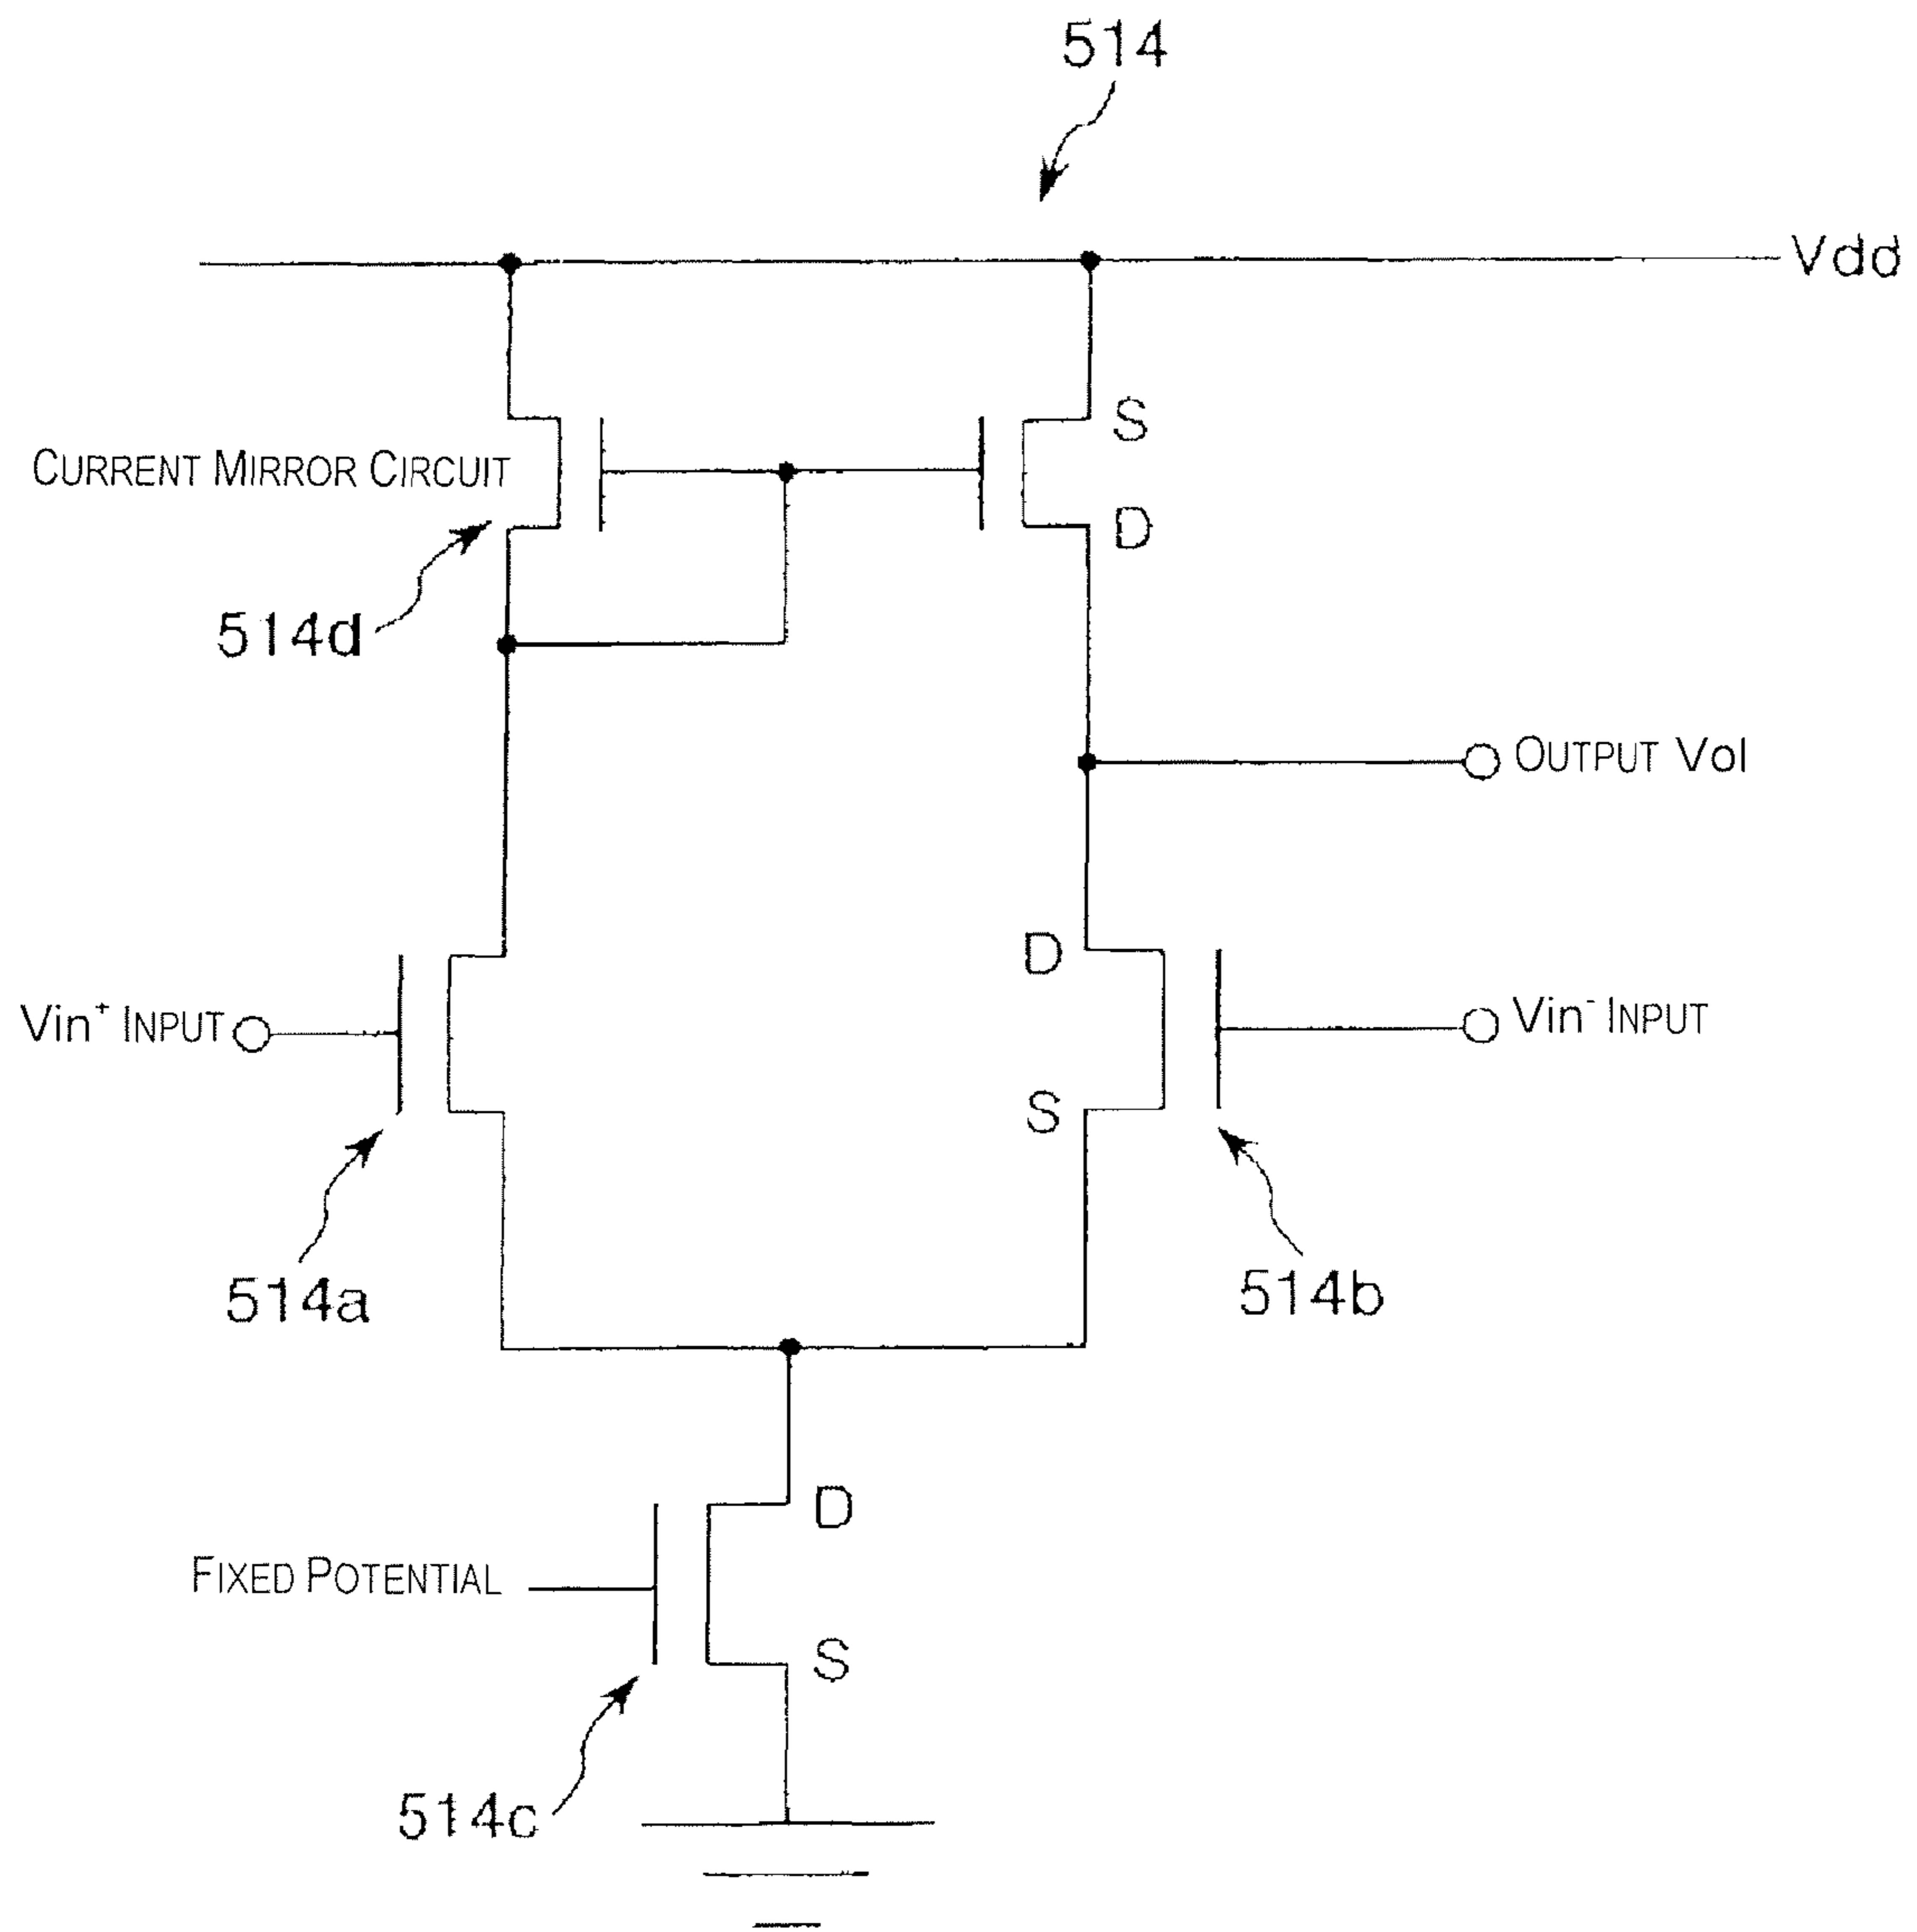 514
Vdd
S
CURRENT MIRROR CIRCUIT
D
514d
OUTPUT Vol
D
Vin+ INPUT
Vin- INPUT
S
514a
514b
D
FIXED POTENTIAL
S
514c